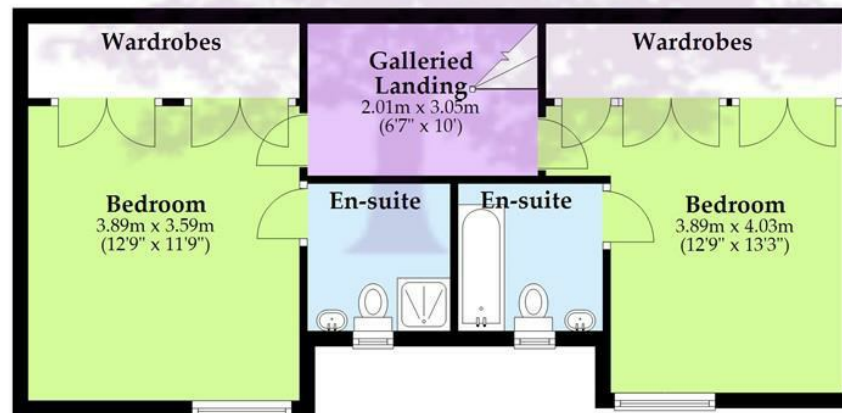 Wardrobes
Galleried
Landing
2.01m x 3.05m
(6'7" x 10')
Wardrobes
Bedroom
3.89m x 3.59m
(12'9" x 11'9")
En-suite
En-suite
Bedroom
3.89m x 4.03m
(12'9" x 13'3")